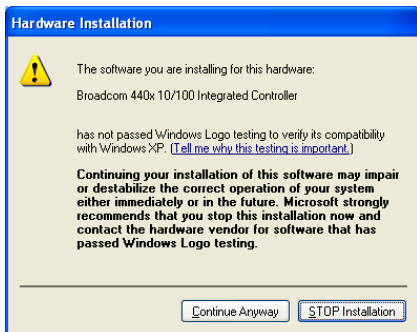 Hardware Installation
The software you are installing for this hardware:
Broadcom 440x 10/100 Integrated Controller
has not passed Windows Logo testing to verify its compatibility
with Windows XP. (Tell me why this testing is important.)
Continuing your installation of this software may impair
or destabilize the correct operation of your system
either immediately or in the future. Microsoft strongly
recommends that you stop this installation now and
contact the hardware vendor for software that has
passed Windows Logo testing.
Continue Anyway STOP Installation